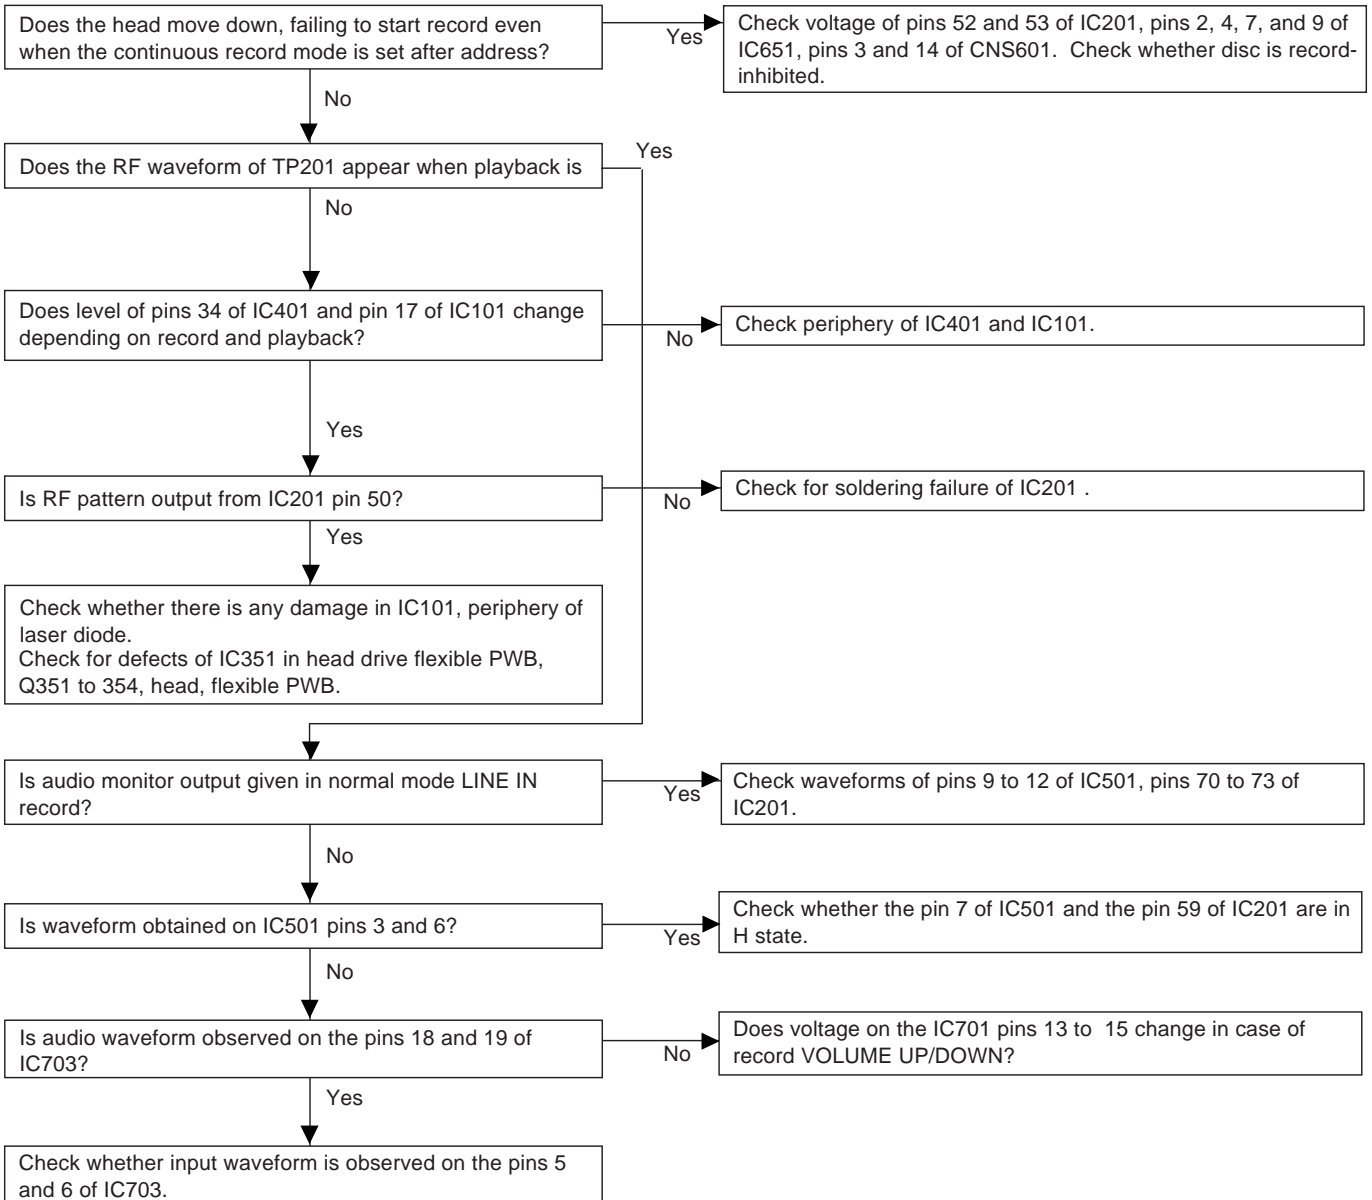 Does the head move down, failing to start record even
when the continuous record mode is set after address?
Yes
Check voltage of pins 52 and 53 of IC201, pins 2, 4, 7, and 9 of
IC651, pins 3 and 14 of CNS601.  Check whether disc is record-
inhibited.
No
Does the RF waveform of TP201 appear when playback is
Yes
No
Does level of pins 34 of IC401 and pin 17 of IC101 change
depending on record and playback?
No
Check periphery of IC401 and IC101.
Yes
Is RF pattern output from IC201 pin 50?
No
Check for soldering failure of IC201 .
Yes
Check whether there is any damage in IC101, periphery of
laser diode.
Check for defects of IC351 in head drive flexible PWB,
Q351 to 354, head, flexible PWB.
Is audio monitor output given in normal mode LINE IN
record?
Yes
Check waveforms of pins 9 to 12 of IC501, pins 70 to 73 of
IC201.
No
Is waveform obtained on IC501 pins 3 and 6?
Yes
Check whether the pin 7 of IC501 and the pin 59 of IC201 are in
H state.
No
Is audio waveform observed on the pins 18 and 19 of
IC703?
No
Does voltage on the IC701 pins 13 to  15 change in case of
record VOLUME UP/DOWN?
Yes
Check whether input waveform is observed on the pins 5
and 6 of IC703.